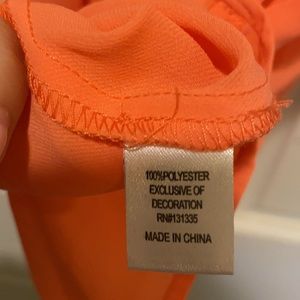 100%POLYESTER
EXCLUSIVE OF
DECORATION
RN#131335
MADE IN CHINA